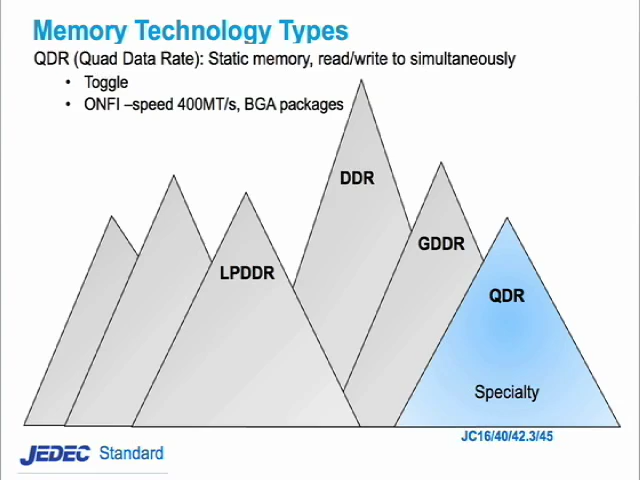 Memory Technology Types
QDR (Quad Data Rate): Static memory, read/write to simultaneously
• Toggle
• ONFI –speed 400MT/s, BGA packages
DDR
GDDR
LPDDR
QDR
Specialty
JC16/40/42.3/45
JEDEC Standard